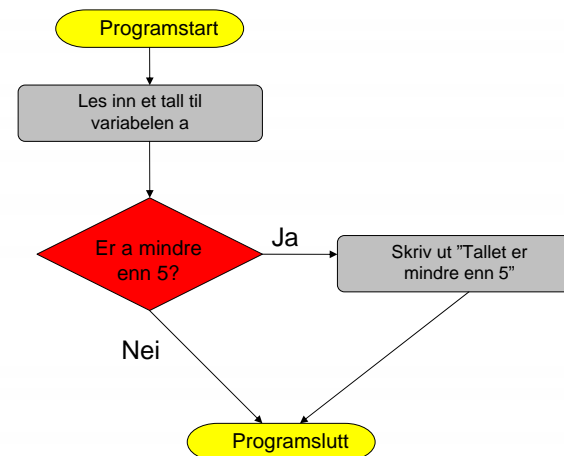 Programstart
Les inn et tall til
variabelen a
Er a mindre
enn 5?
Ja
Skriv ut ”Tallet er
mindre enn 5”
Nei
Programslutt